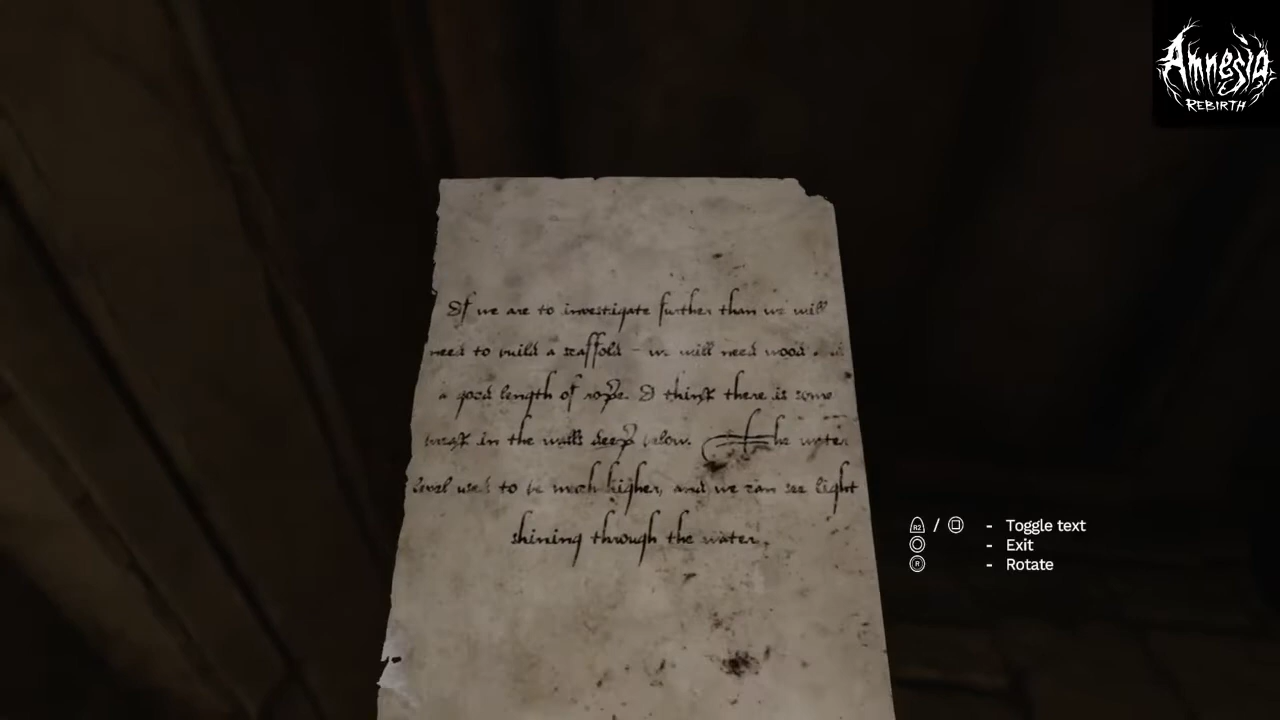 Amnesia
REBIRTH
If we are to investigate further than we will
need to build a scaffold - we will need wood
a good length of rope. I think there is some
break in the walls deep below. The water
level used to be much higher, and we can see light
shining through the water.
R2 / - Toggle text
- Exit
R - Rotate